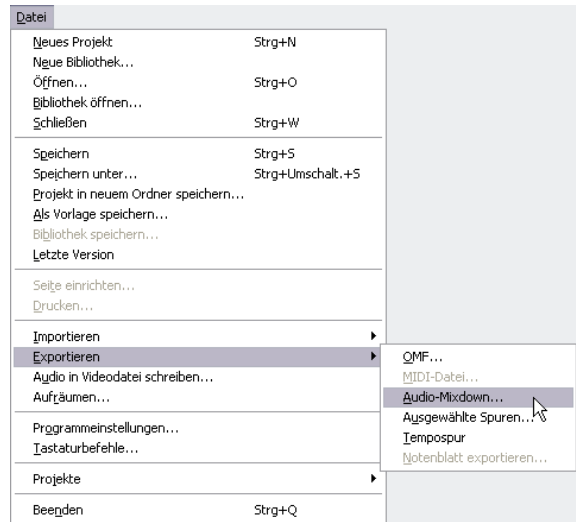 Datei
Neues Projekt Strg+N
Neue Bibliothek...
Öffnen... Strg+O
Bibliothek öffnen...
Schließen Strg+W
Speichern Strg+S
Speichern unter... Strg+Umschalt.+S
Projekt in neuem Ordner speichern...
Als Vorlage speichern...
Bibliothek speichern...
Letzte Version
Seite einrichten...
Drucken...
Importieren
Exportieren
Audio in Videodatei schreiben...
Aufräumen...
Programmeinstellungen...
Tastaturbefehle...
Projekte
Beenden Strg+Q
OMF...
MIDI-Datei...
Audio-Mixdown...
Ausgewählte Spuren...
Tempospur
Notenblatt exportieren...